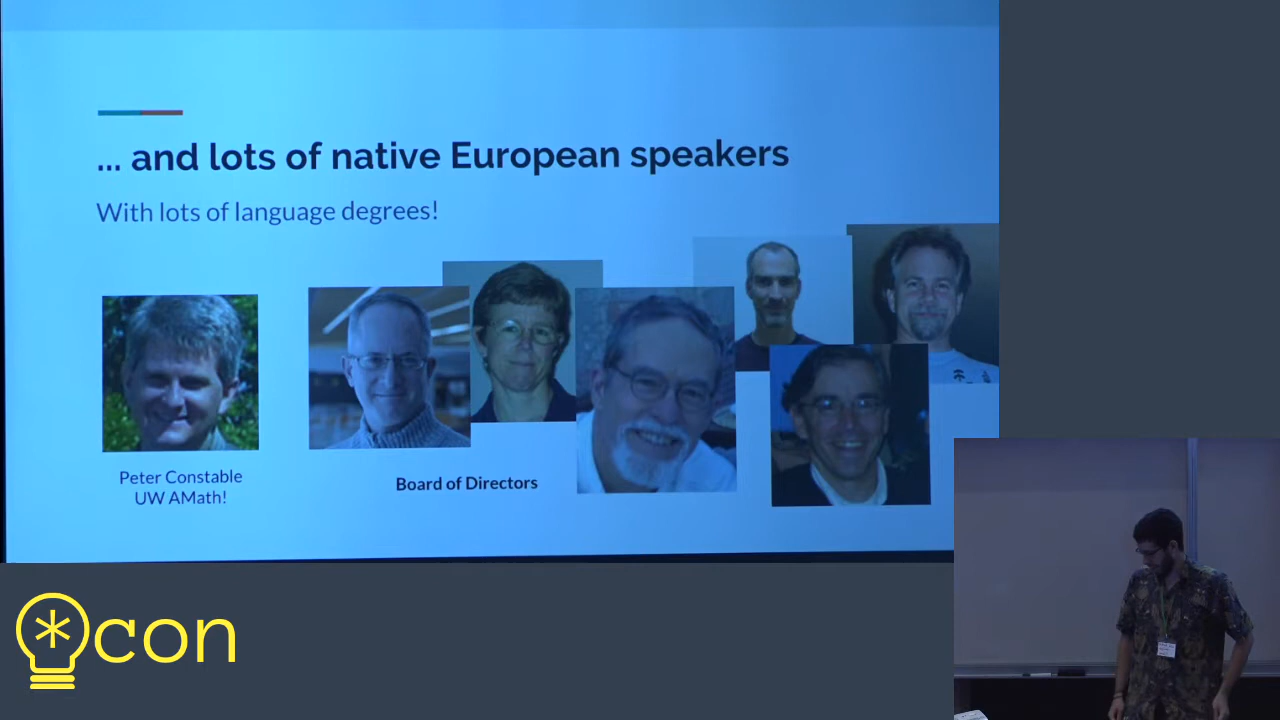 ... and lots of native European speakers
With lots of language degrees!
Peter Constable
UW AMath!
Board of Directors
*con